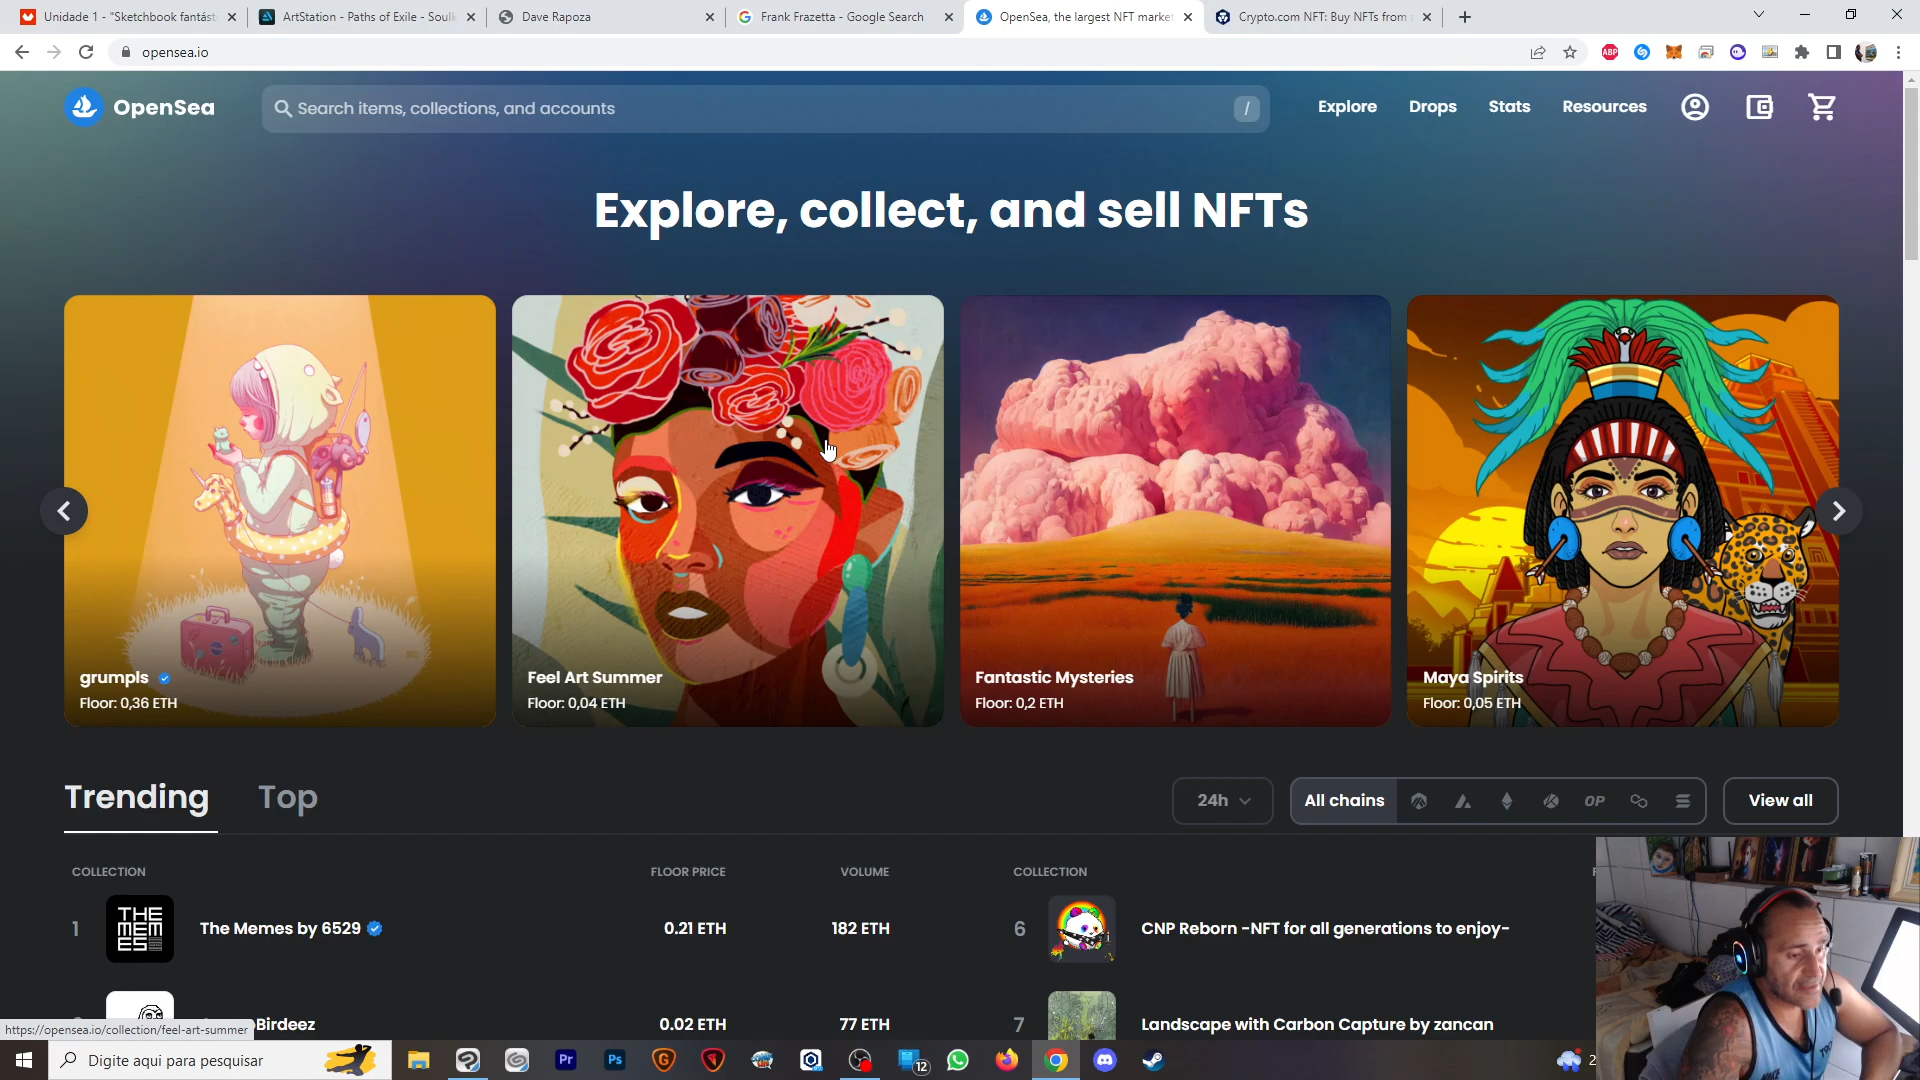 Unidade 1 - "Sketchbook fantást
ArtStation - Paths of Exile - Soulk
Dave Rapoza
Frank Frazetta - Google Search
OpenSea, the largest NFT marke
Crypto.com NFT: Buy NFTs from
opensea.io
ABP
OpenSea
Search items, collections, and accounts
/
Explore
Drops
Stats
Resources
Explore, collect, and sell NFTs
grumpls
Floor: 0,36 ETH
Feel Art Summer
Floor: 0,04 ETH
Fantastic Mysteries
Floor: 0,2 ETH
Maya Spirits
Floor: 0,05 ETH
Trending
Top
24h
All chains
OP
View all
COLLECTION
FLOOR PRICE
VOLUME
COLLECTION
1
THE
MEM
ES
The Memes by 6529
0.21 ETH
182 ETH
6
CNP Reborn -NFT for all generations to enjoy-
Birdeez
0.02 ETH
77 ETH
7
Landscape with Carbon Capture by zancan
https://opensea.io/collection/feel-art-summer
Digite aqui para pesquisar
Pr
Ps
12
2